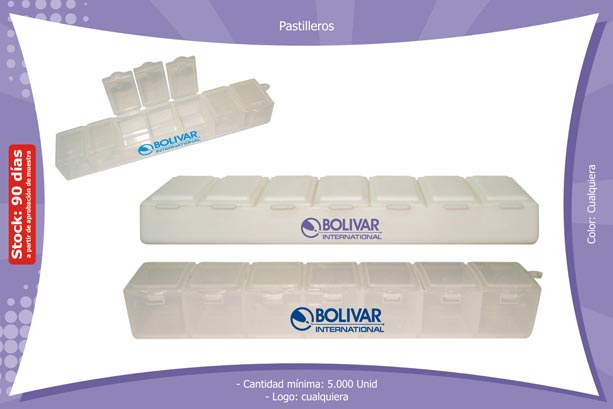 Pastilleros
BOLIVAR
INTERNATIONAL
Stock: 90 días
a partir de aprobación de muestra
BOLIVAR
INTERNATIONAL
Color: Cualquiera
BOLIVAR
INTERNATIONAL
- Cantidad mínima: 5.000 Unid
- Logo: cualquiera